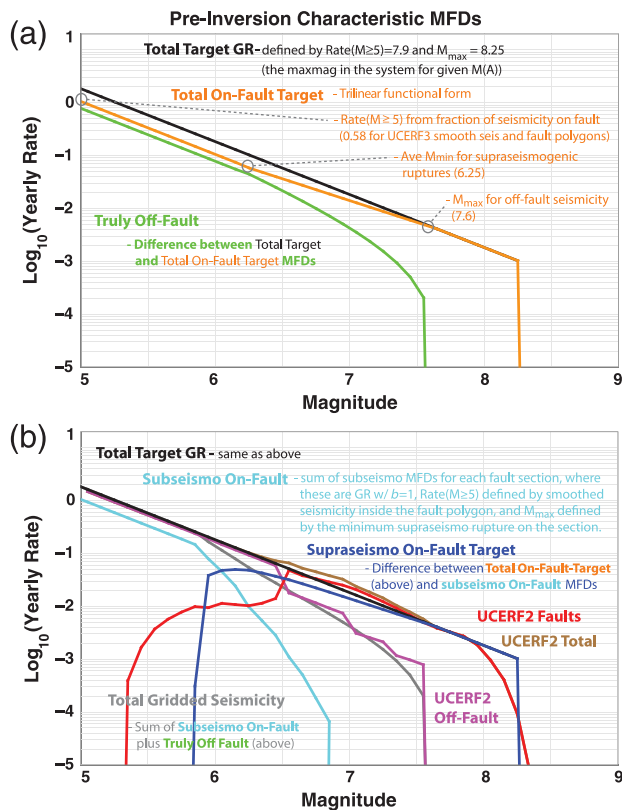 Pre-Inversion Characteristic MFDs
(a)
Total Target GR - defined by Rate(M≥5)=7.9 and Mmax = 8.25
(the maxmag in the system for given M(A))
Total On-Fault Target - Trilinear functional form
- Rate(M ≥ 5) from fraction of seismicity on fault
(0.58 for UCERF3 smooth seis and fault polygons)
- Ave Mmin for supraseismogenic
ruptures (6.25)
- Mmax for off-fault seismicity
(7.6)
Truly Off-Fault
- Difference between Total Target
and Total On-Fault Target MFDs
Log10(Yearly Rate)
1
0
-1
-2
-3
-4
-5
5 6 7 8 9
Magnitude
(b)
Total Target GR - same as above
Subseismo On-Fault - sum of subseismo MFDs for each fault section, where
these are GR w/ b=1, Rate(M≥5) defined by smoothed
seismicity inside the fault polygon, and Mmax defined
by the minimum supraseismo rupture on the section.
Supraseismo On-Fault Target
- Difference between Total On-Fault-Target
(above) and subseismo On-Fault MFDs
UCERF2 Faults
UCERF2 Total
UCERF2
Off-Fault
Total Gridded Seismicity
- Sum of Subseismo On-Fault
plus Truly Off Fault (above)
Log10(Yearly Rate)
1
0
-1
-2
-3
-4
-5
5 6 7 8 9
Magnitude